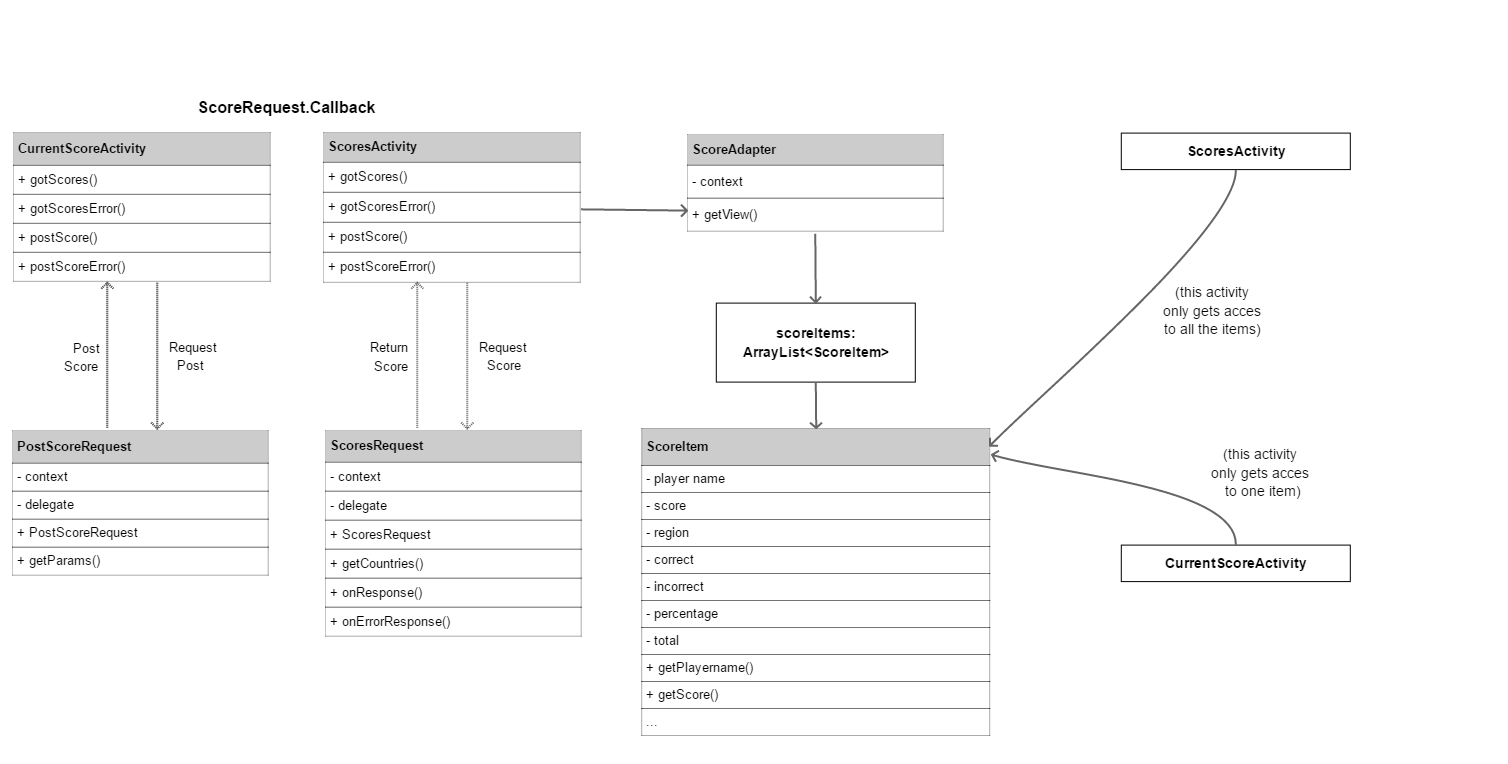 ScoreRequest.Callback
CurrentScoreActivity
+ gotScores()
+ gotScoresError()
+ postScore()
+ postScoreError()
ScoresActivity
+ gotScores()
+ gotScoresError()
+ postScore()
+ postScoreError()
ScoreAdapter
- context
+ getView()
ScoresActivity
Post
Score
Request
Post
Return
Score
Request
Score
scoreItems:
ArrayList<ScoreItem>
(this activity
only gets acces
to all the items)
PostScoreRequest
- context
- delegate
+ PostScoreRequest
+ getParams()
ScoresRequest
- context
- delegate
+ ScoresRequest
+ getCountries()
+ onResponse()
+ onErrorResponse()
ScoreItem
- player name
- score
- region
- correct
- incorrect
- percentage
- total
+ getPlayername()
+ getScore()
...
(this activity
only gets acces
to one item)
CurrentScoreActivity